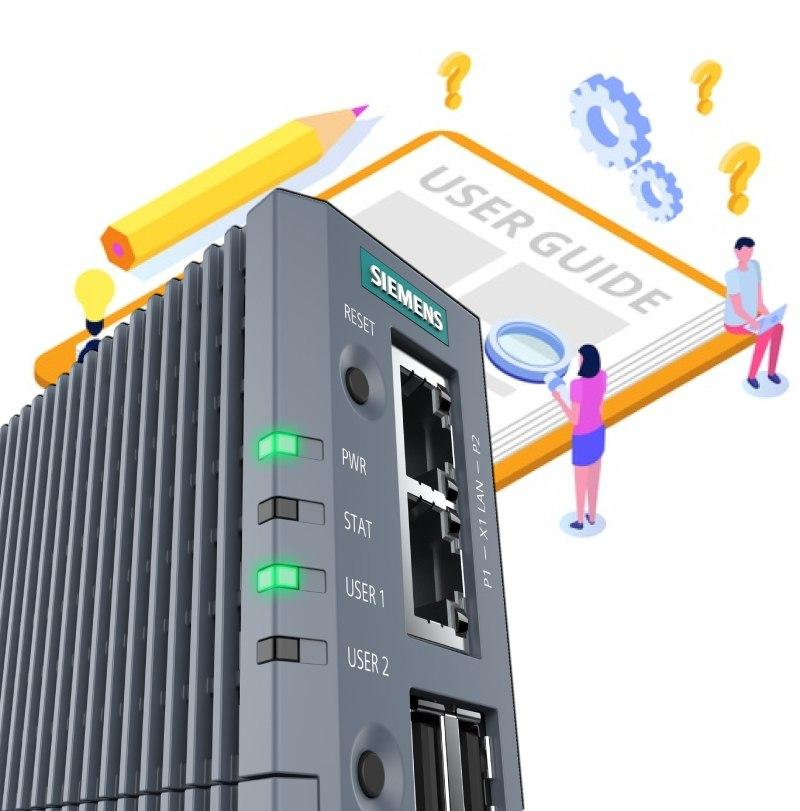 USER GUIDE
SIEMENS
RESET
PWR
STAT
USER 1
USER 2
P1 — X1 LAN — P2